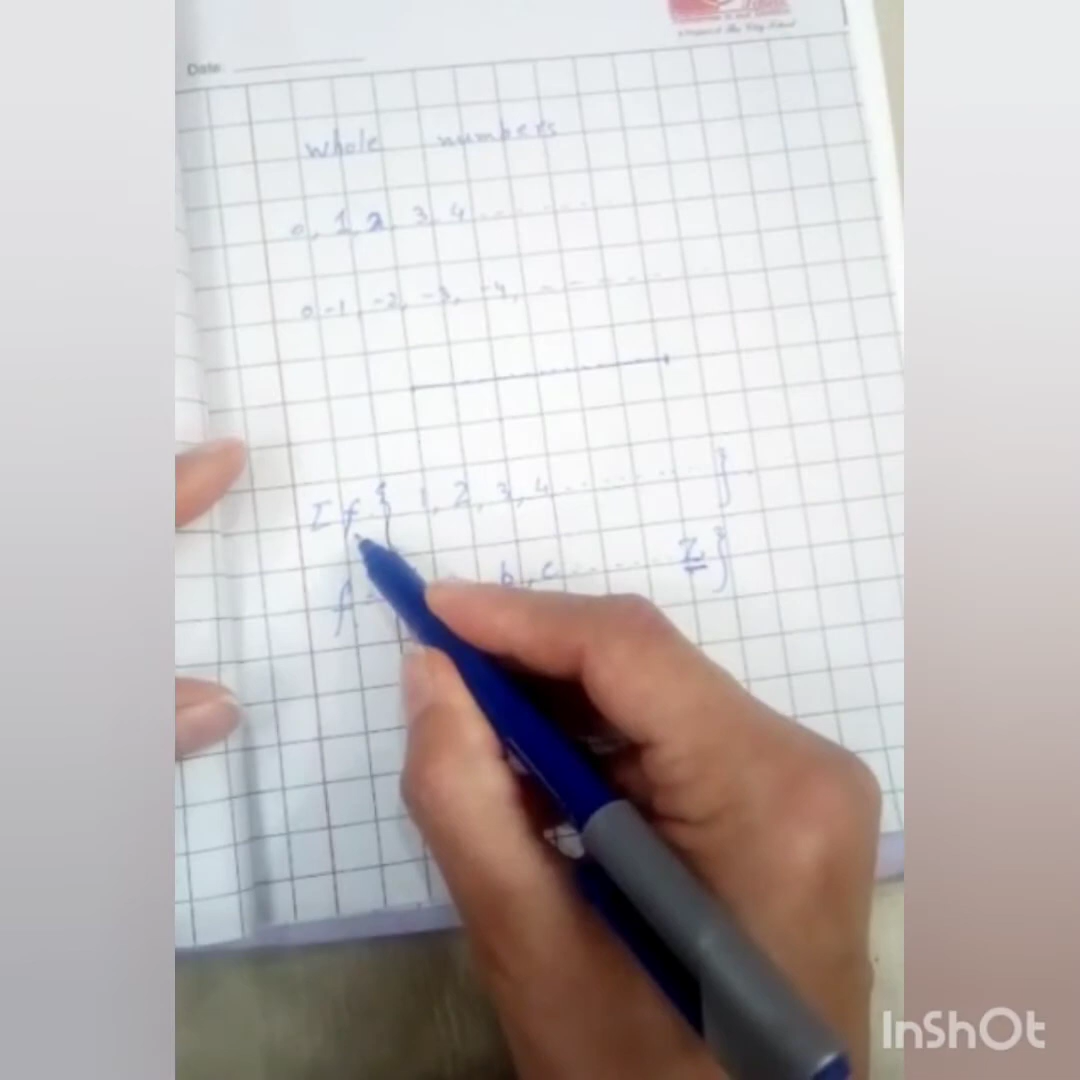 Date
whole numbers
0, 1, 2, 3, 4 .........
0 -1, -2, -3, -4, ........
If { 1, 2, 3, 4 ......... }
b, c ...... Z }
InShOt